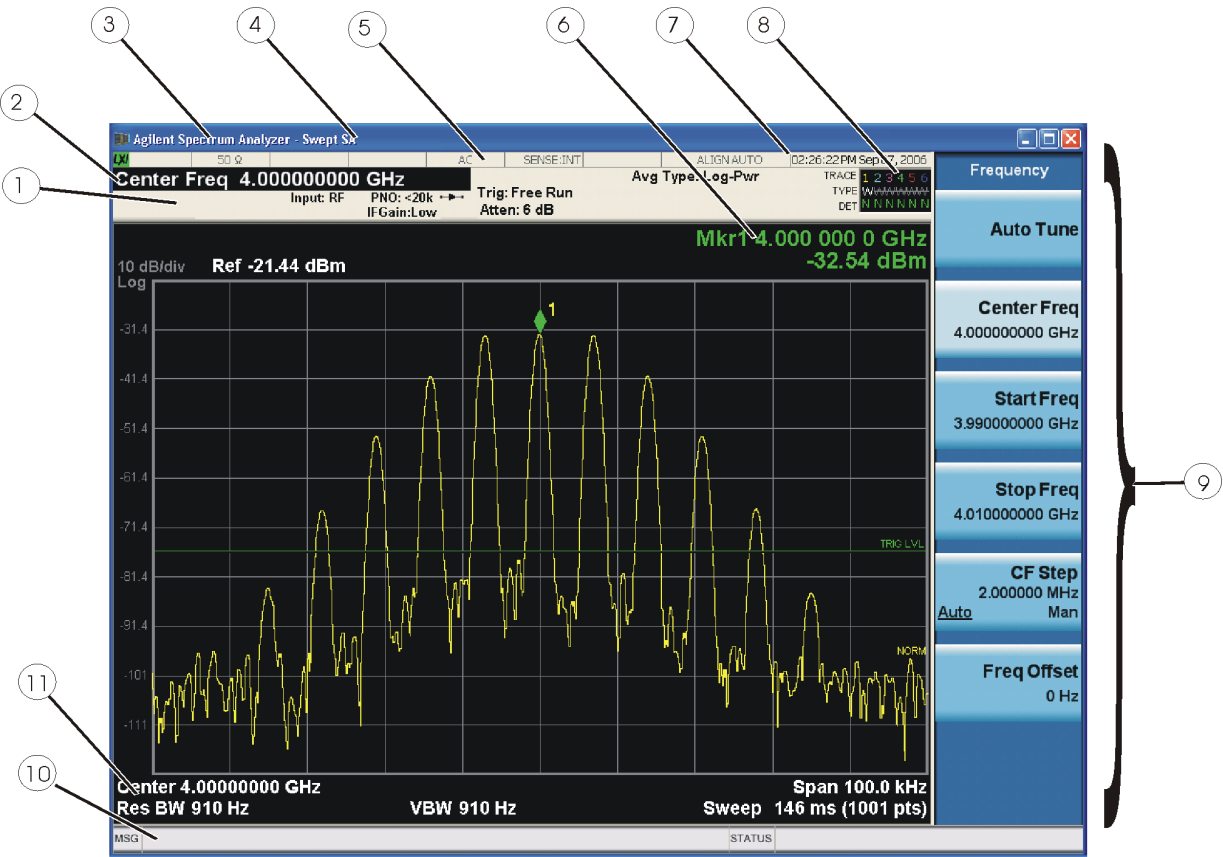 3
4
5
6
7
8
2
1
Agilent Spectrum Analyzer - Swept SA
LXI
50 Ω
AC
SENSE:INT
ALIGN AUTO
02:26:22 PM Sep 07, 2006
Center Freq 4.000000000 GHz
Input: RF
PNO: <20k
IFGain:Low
Trig: Free Run
Atten: 6 dB
Avg Type: Log-Pwr
TRACE 1 2 3 4 5 6
TYPE W
DET N N N N N N
Mkr1 4.000 000 0 GHz
-32.54 dBm
10 dB/div
Log
Ref -21.44 dBm
1
-31.4
-41.4
-51.4
-61.4
-71.4
-81.4
-91.4
-101
-111
TRIG LVL
NORM
Center 4.00000000 GHz
Span 100.0 kHz
Res BW 910 Hz
VBW 910 Hz
Sweep 146 ms (1001 pts)
MSG
STATUS
Frequency
Auto Tune
Center Freq
4.000000000 GHz
Start Freq
3.990000000 GHz
Stop Freq
4.010000000 GHz
CF Step
2.000000 MHz
Auto Man
Freq Offset
0 Hz
9
11
10